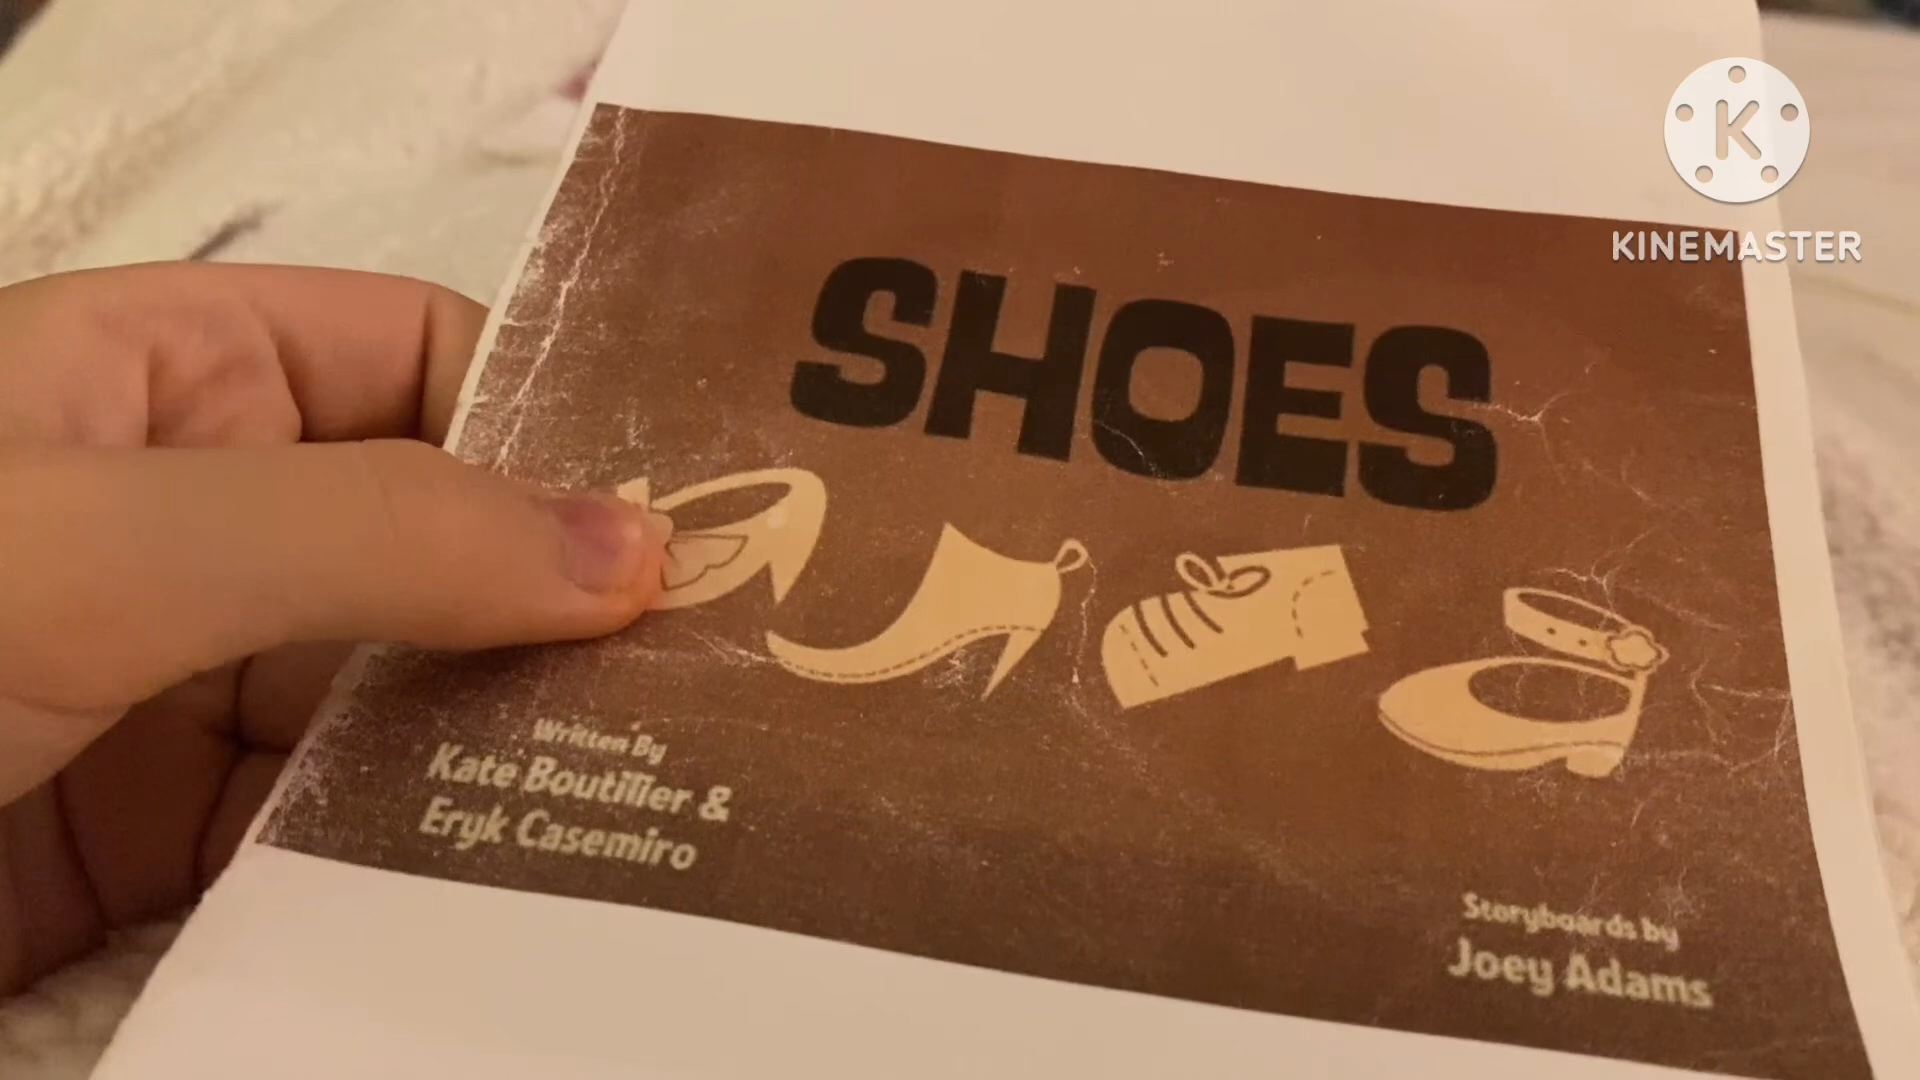 K
KINEMASTER
SHOES
Written By
Kate Boutilier &
Eryk Casemiro
Storyboards by
Joey Adams